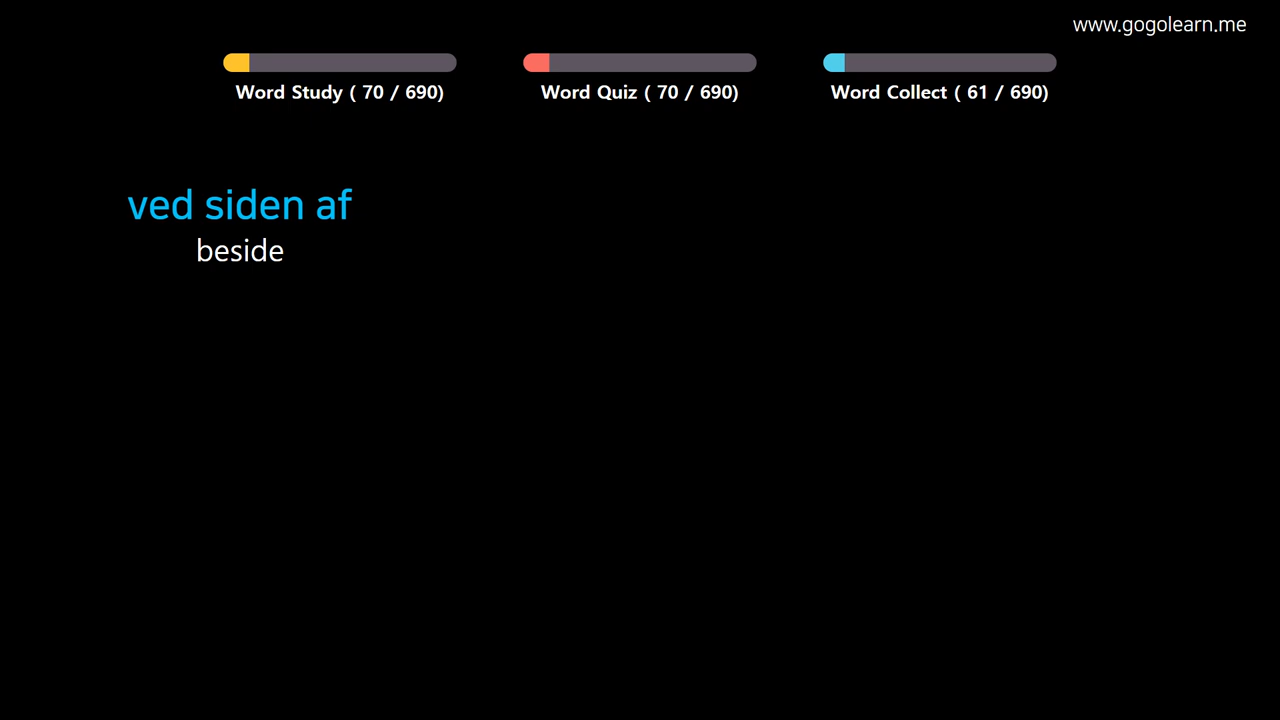 www.gogolearn.me
Word Study ( 70 / 690)
Word Quiz ( 70 / 690)
Word Collect ( 61 / 690)
ved siden af
beside